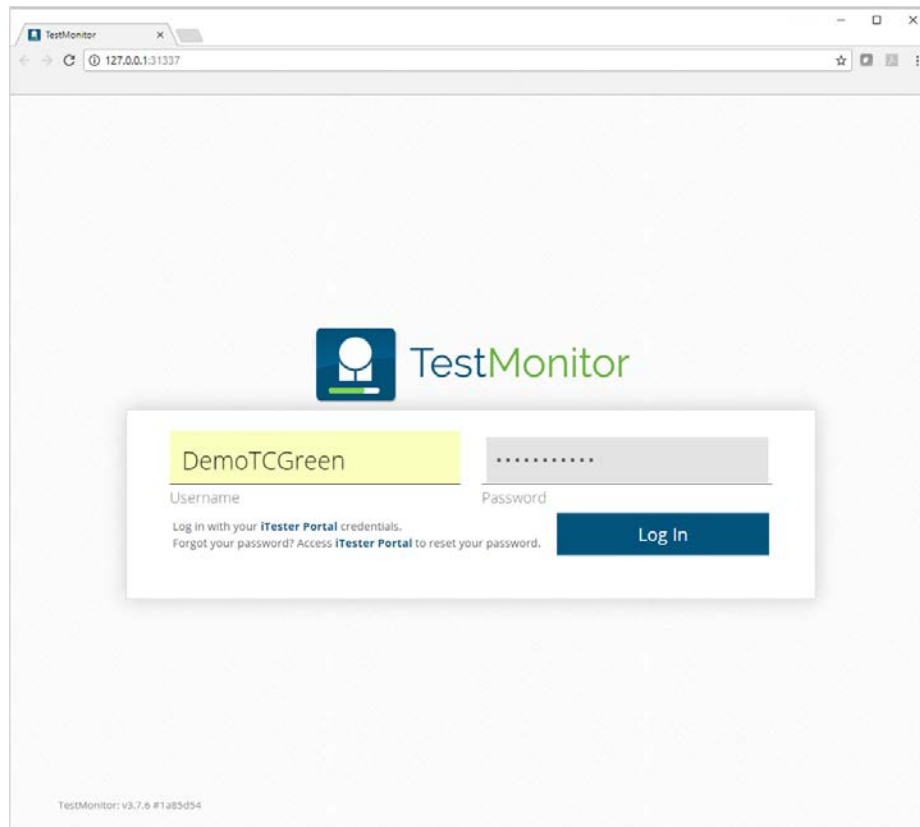 TestMonitor
127.0.0.1:31337
TestMonitor
DemoTCGreen •••••••••••
Username Password
Log in with your iTester Portal credentials.
Forgot your password? Access iTester Portal to reset your password.
Log In
TestMonitor: v3.7.6 #1a85d54